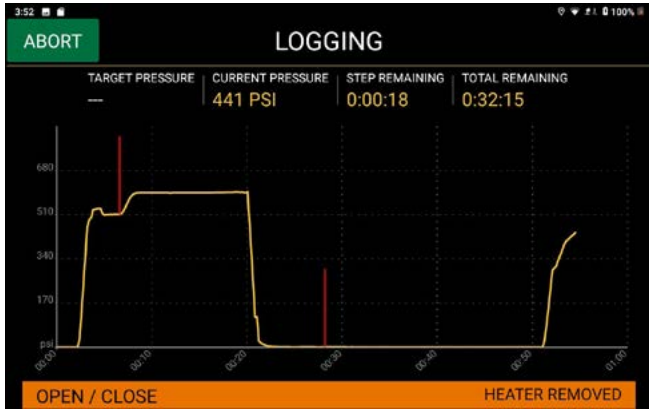 3:52 100%
ABORT LOGGING
TARGET PRESSURE CURRENT PRESSURE STEP REMAINING TOTAL REMAINING
--- 441 PSI 0:00:18 0:32:15
680
510
340
170
psi
00:00 00:10 00:20 00:30 00:40 00:50 01:00
OPEN / CLOSE HEATER REMOVED